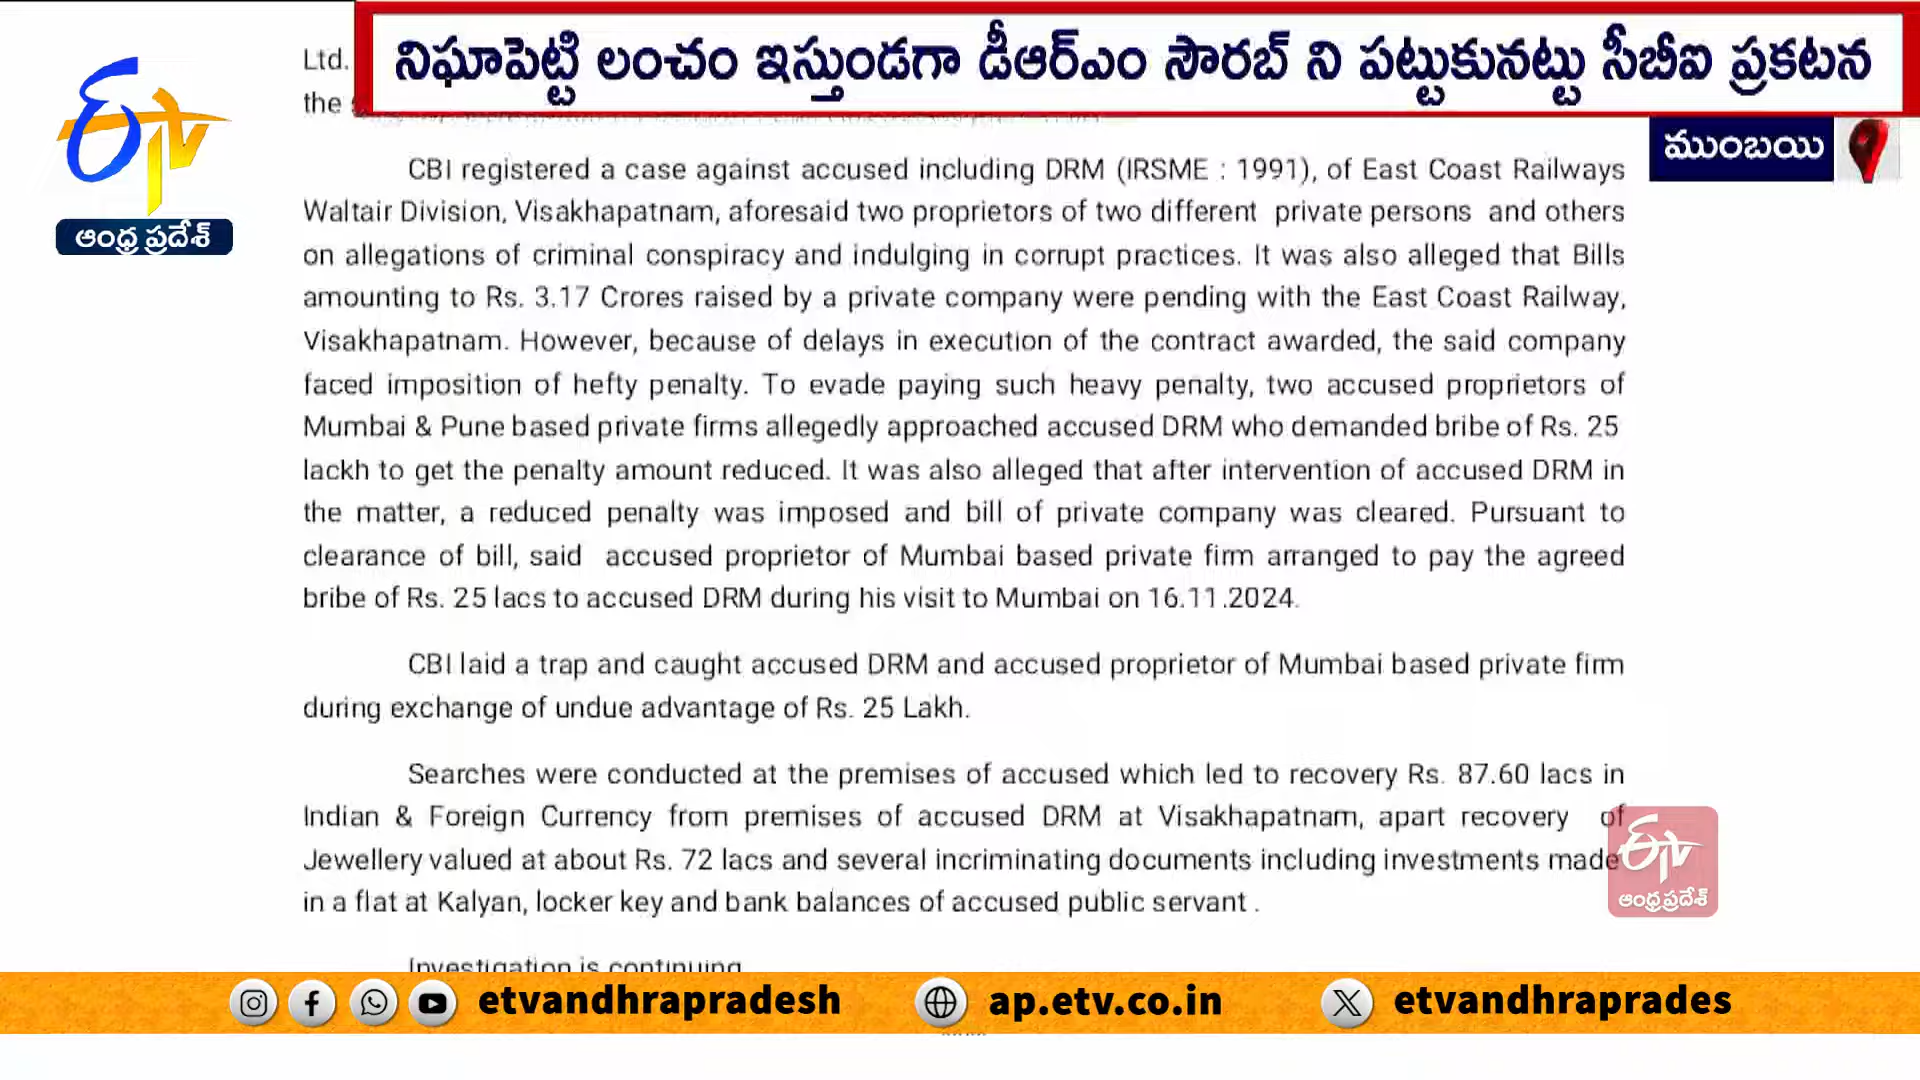 Ltd.
the
నిఘాపెట్టి లంచం ఇస్తుండగా డీఆర్ఎం సౌరబ్ ని పట్టుకునట్టు సీబీఐ ప్రకటన
ముంబయి
ETV
ఆంధ్ర ప్రదేశ్
CBI registered a case against accused including DRM (IRSME : 1991), of East Coast Railways
Waltair Division, Visakhapatnam, aforesaid two proprietors of two different private persons and others
on allegations of criminal conspiracy and indulging in corrupt practices. It was also alleged that Bills
amounting to Rs. 3.17 Crores raised by a private company were pending with the East Coast Railway,
Visakhapatnam. However, because of delays in execution of the contract awarded, the said company
faced imposition of hefty penalty. To evade paying such heavy penalty, two accused proprietors of
Mumbai & Pune based private firms allegedly approached accused DRM who demanded bribe of Rs. 25
lackh to get the penalty amount reduced. It was also alleged that after intervention of accused DRM in
the matter, a reduced penalty was imposed and bill of private company was cleared. Pursuant to
clearance of bill, said accused proprietor of Mumbai based private firm arranged to pay the agreed
bribe of Rs. 25 lacs to accused DRM during his visit to Mumbai on 16.11.2024.
CBI laid a trap and caught accused DRM and accused proprietor of Mumbai based private firm
during exchange of undue advantage of Rs. 25 Lakh.
Searches were conducted at the premises of accused which led to recovery Rs. 87.60 lacs in
Indian & Foreign Currency from premises of accused DRM at Visakhapatnam, apart recovery of
Jewellery valued at about Rs. 72 lacs and several incriminating documents including investments made
in a flat at Kalyan, locker key and bank balances of accused public servant .
ETV
ఆంధ్రప్రదేశ్
Investigation is continuing
etvandhrapradesh
ap.etv.co.in
etvandhraprades